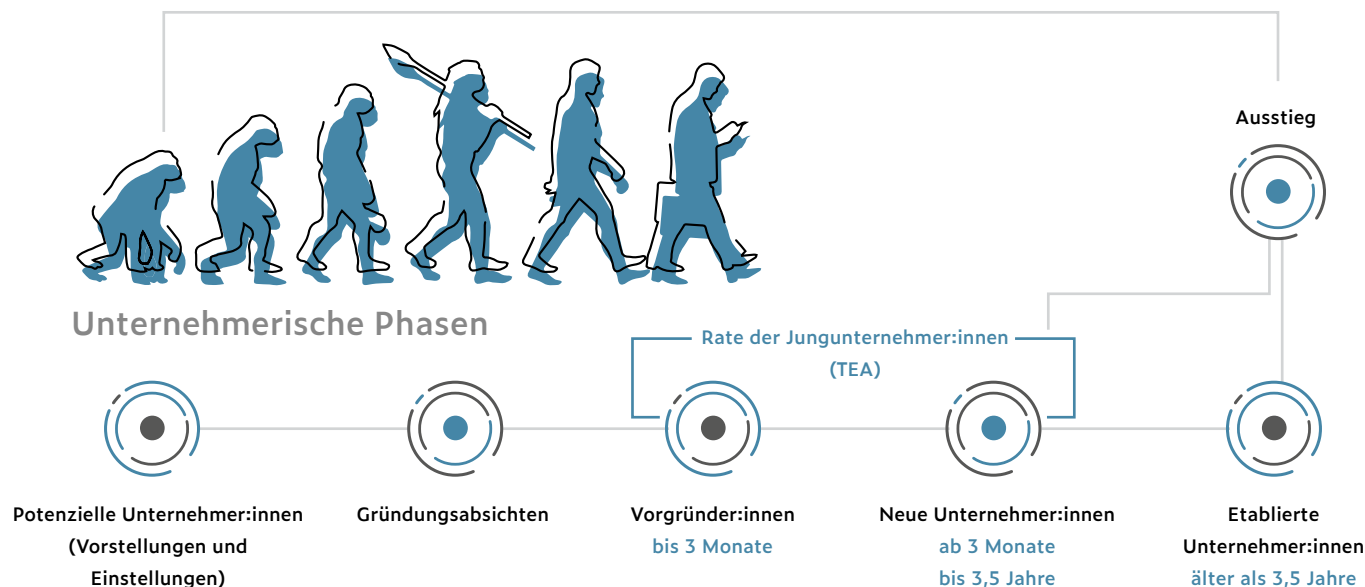 Ausstieg
Unternehmerische Phasen
Rate der Jungunternehmer:innen
(TEA)
Potenzielle Unternehmer:innen
(Vorstellungen und
Einstellungen)
Gründungsabsichten
Vorgründer:innen
bis 3 Monate
Neue Unternehmer:innen
ab 3 Monate
bis 3,5 Jahre
Etablierte
Unternehmer:innen
älter als 3,5 Jahre